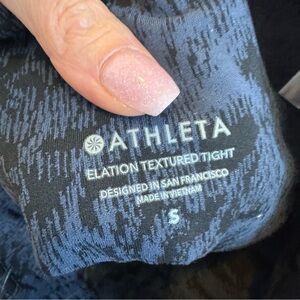 ATHLETA
ELATION TEXTURED TIGHT
DESIGNED IN SAN FRANCISCO
MADE IN VIETNAM
S